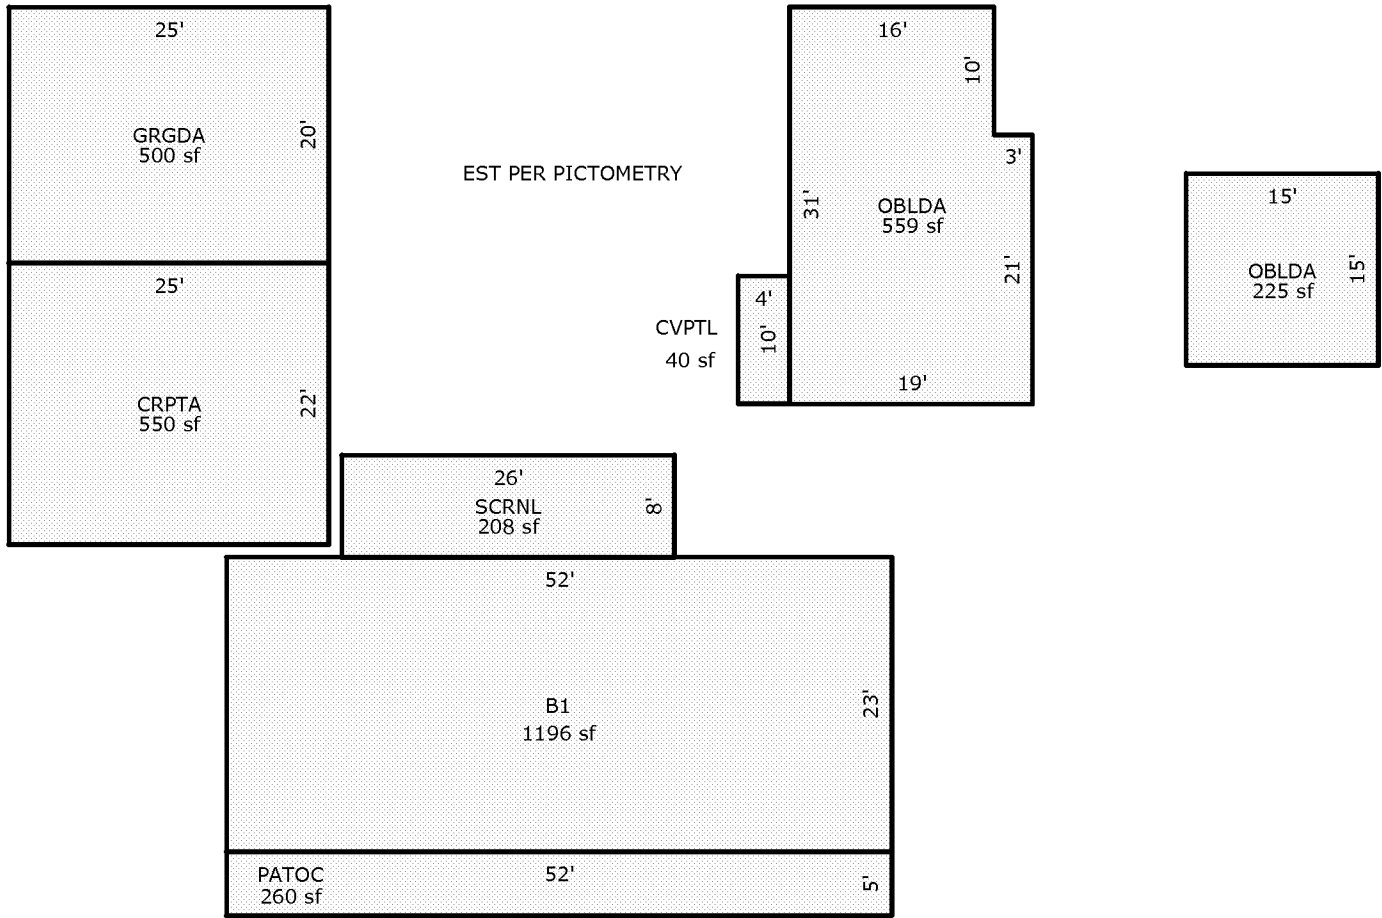 25'
GRGDA
500 sf
20'
25'
CRPTA
550 sf
22'
EST PER PICTOMETRY
16'
10'
3'
31'
OBLDA
559 sf
21'
19'
4'
10'
CVPTL
40 sf
15'
OBLDA
225 sf
15'
26'
SCRNL
208 sf
8'
52'
B1
1196 sf
23'
PATOC
260 sf
52'
5'